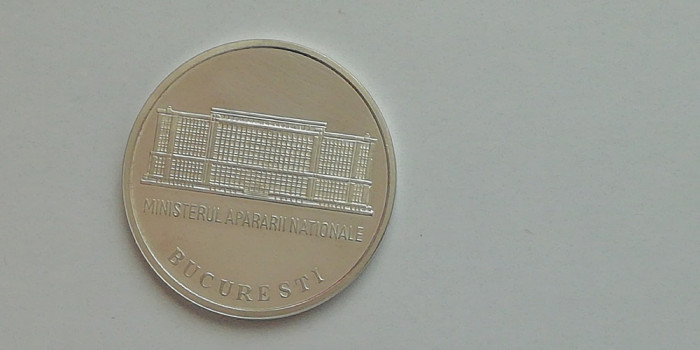 MINISTERUL APARARII NATIONALE
BUCURESTI